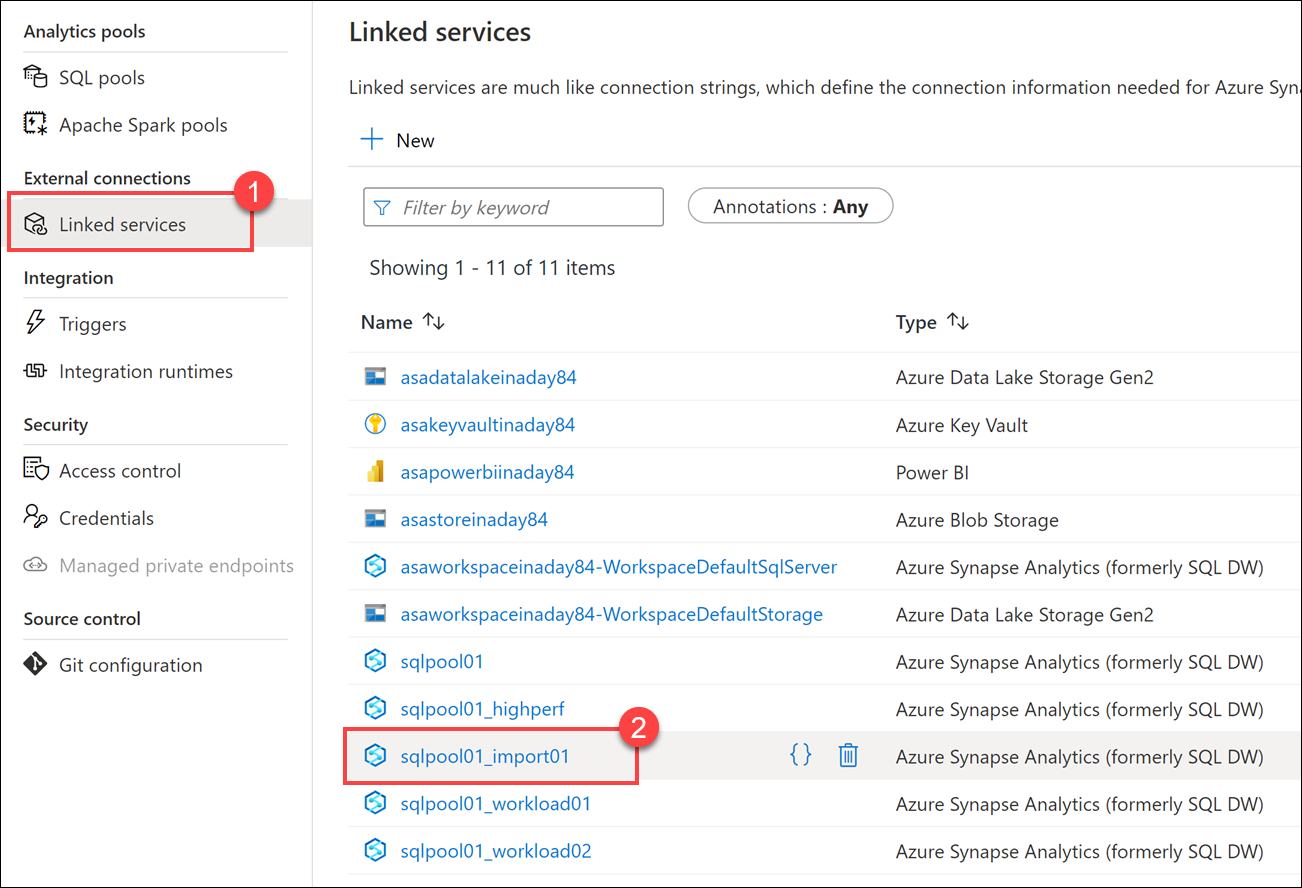 Analytics pools
SQL pools
Apache Spark pools
External connections
1
Linked services
Integration
Triggers
Integration runtimes
Security
Access control
Credentials
Managed private endpoints
Source control
Git configuration
Linked services
Linked services are much like connection strings, which define the connection information needed for Azure Syna
New
Filter by keyword
Annotations : Any
Showing 1 - 11 of 11 items
Name Type
asadatalakeinaday84 Azure Data Lake Storage Gen2
asakeyvaultinaday84 Azure Key Vault
asapowerbiinaday84 Power BI
asastoreinaday84 Azure Blob Storage
asaworkspaceinaday84-WorkspaceDefaultSqlServer Azure Synapse Analytics (formerly SQL DW)
asaworkspaceinaday84-WorkspaceDefaultStorage Azure Data Lake Storage Gen2
sqlpool01 Azure Synapse Analytics (formerly SQL DW)
sqlpool01_highperf Azure Synapse Analytics (formerly SQL DW)
2
sqlpool01_import01 {} Azure Synapse Analytics (formerly SQL DW)
sqlpool01_workload01 Azure Synapse Analytics (formerly SQL DW)
sqlpool01_workload02 Azure Synapse Analytics (formerly SQL DW)